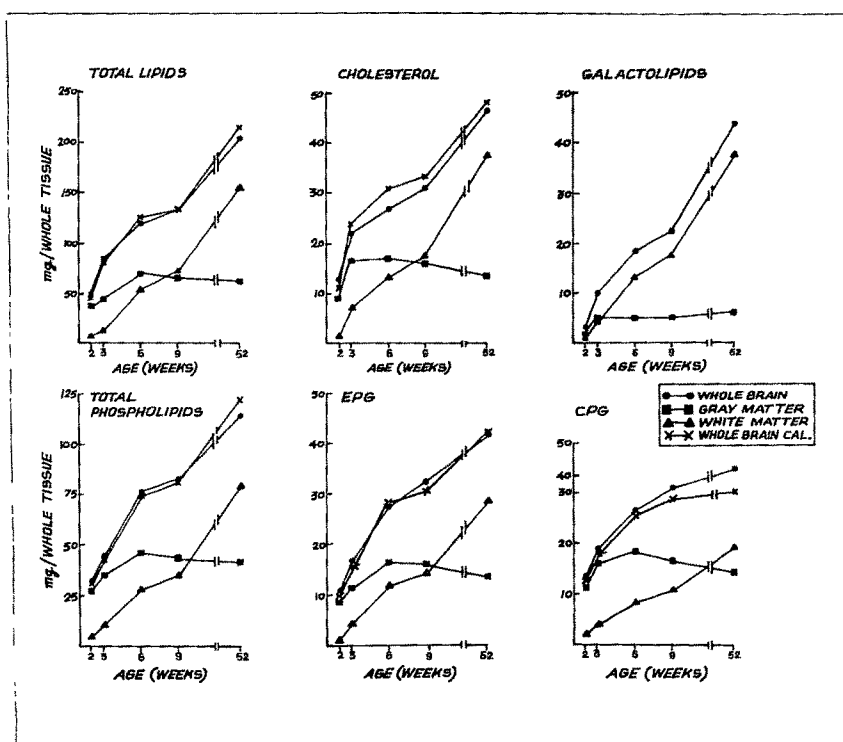 TOTAL LIPIDS
250
200
150
100
50
mg./WHOLE TISSUE
2 3 6 9 52
AGE (WEEKS)
CHOLESTEROL
50
40
30
20
10
2 3 6 9 52
AGE (WEEKS)
GALACTOLIPIDS
50
40
30
20
10
2 3 6 9 52
AGE (WEEKS)
TOTAL
PHOSPHOLIPIDS
125
100
75
50
25
mg./WHOLE TISSUE
2 3 6 9 52
AGE (WEEKS)
EPG
50
40
30
20
10
2 3 6 9 52
AGE (WEEKS)
WHOLE BRAIN
GRAY MATTER
WHITE MATTER
WHOLE BRAIN CAL.
CPG
50
40
30
20
10
2 3 6 9 52
AGE (WEEKS)